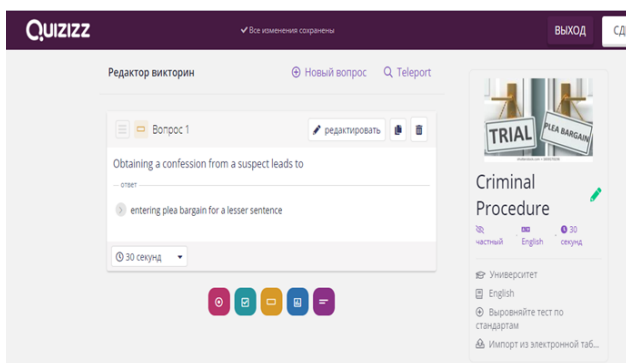 QUIZIZZ
Все изменения сохранены
ВЫХОД
СД
Редактор викторин
Новый вопрос
Teleport
Вопрос 1
редактировать
Obtaining a confession from a suspect leads to
ответ
entering plea bargain for a lesser sentence
30 секунд
TRIAL
PLEA BARGAIN
Criminal
Procedure
частный
English
30
секунд
Университет
English
Выровняйте тест по
стандартам
Импорт из электронной таб...